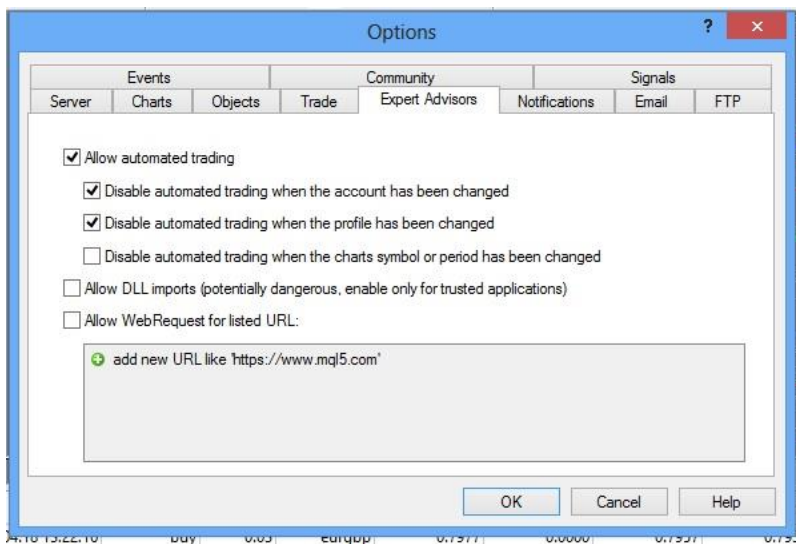 Options
?
Events Community Signals
Server Charts Objects Trade Expert Advisors Notifications Email FTP
Allow automated trading
Disable automated trading when the account has been changed
Disable automated trading when the profile has been changed
Disable automated trading when the charts symbol or period has been changed
Allow DLL imports (potentially dangerous, enable only for trusted applications)
Allow WebRequest for listed URL:
add new URL like 'https://www.mql5.com'
OK Cancel Help
buy 0.05 eurgbp 0.7977 0.0000 0.7957